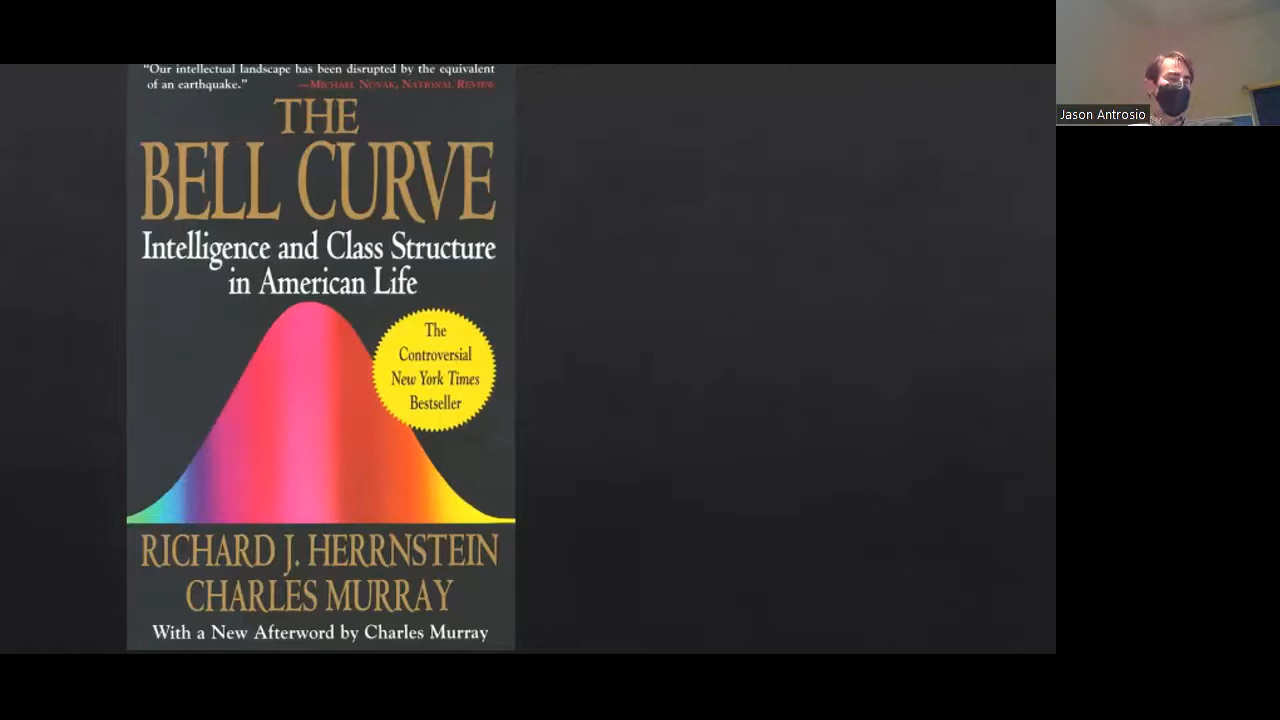 “Our intellectual landscape has been disrupted by the equivalent
of an earthquake.” —MICHAEL NOVAK, NATIONAL REVIEW
THE
BELL CURVE
Intelligence and Class Structure
in American Life
The
Controversial
New York Times
Bestseller
RICHARD J. HERRNSTEIN
CHARLES MURRAY
With a New Afterword by Charles Murray
Jason Antrosio